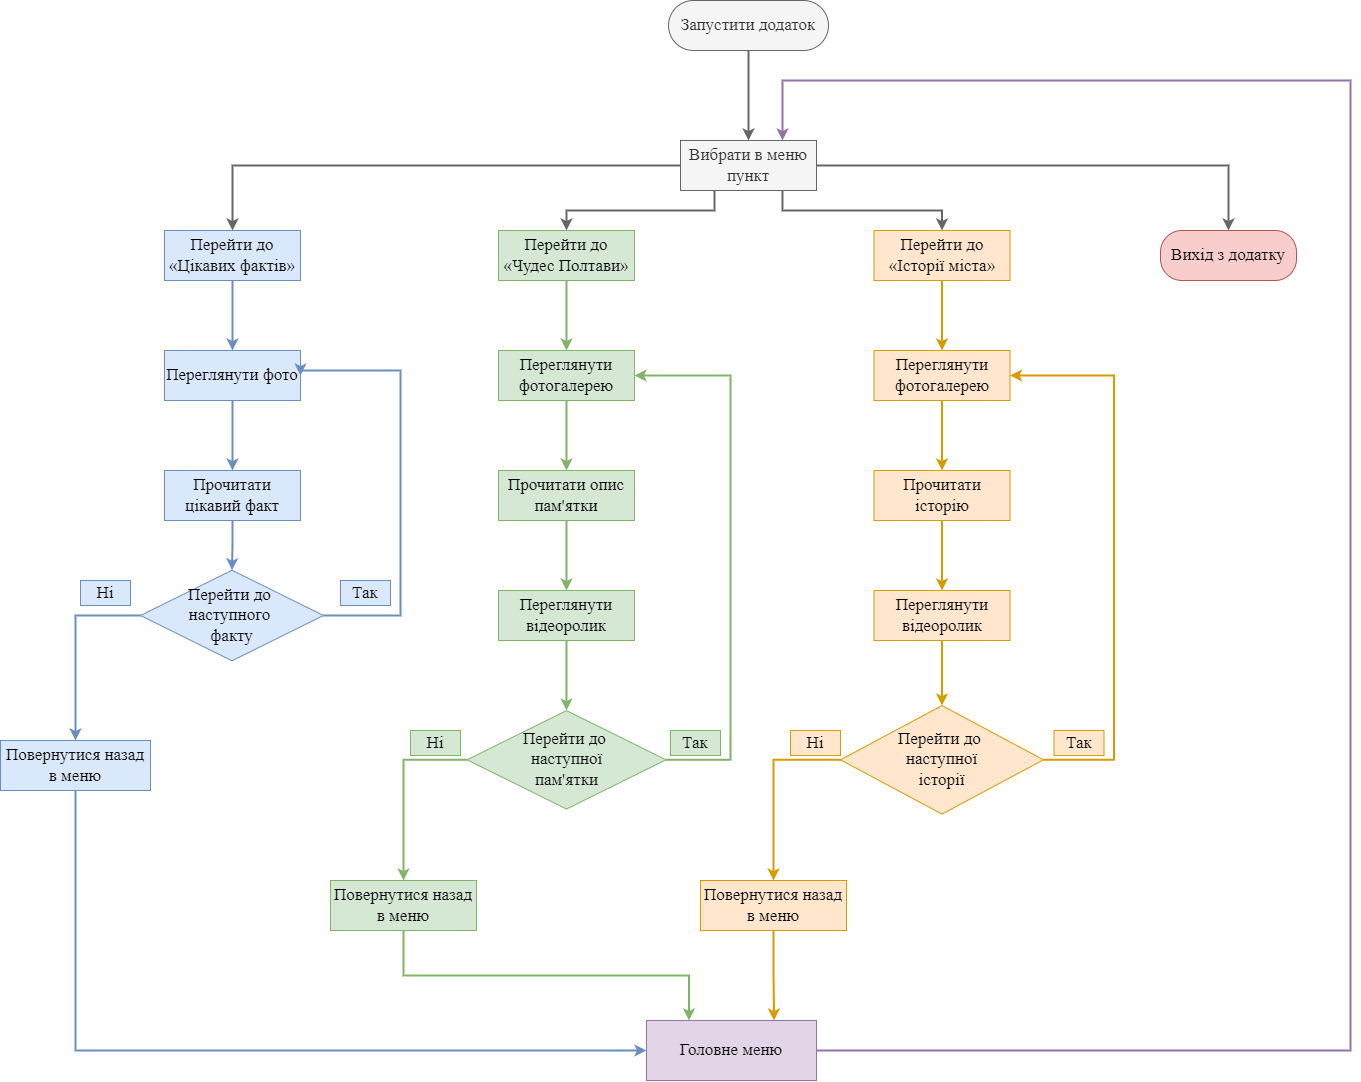 Запустити додаток
Вибрати в меню
пункт
Перейти до
«Цікавих фактів»
Перейти до
«Чудес Полтави»
Перейти до
«Історії міста»
Вихід з додатку
Переглянути фото
Переглянути
фотогалерею
Переглянути
фотогалерею
Прочитати
цікавий факт
Прочитати опис
пам'ятки
Прочитати
історію
Ні
Перейти до
наступного
факту
Так
Переглянути
відеоролик
Переглянути
відеоролик
Повернутися назад
в меню
Ні
Перейти до
наступної
пам'ятки
Так
Ні
Перейти до
наступної
історії
Так
Повернутися назад
в меню
Повернутися назад
в меню
Головне меню